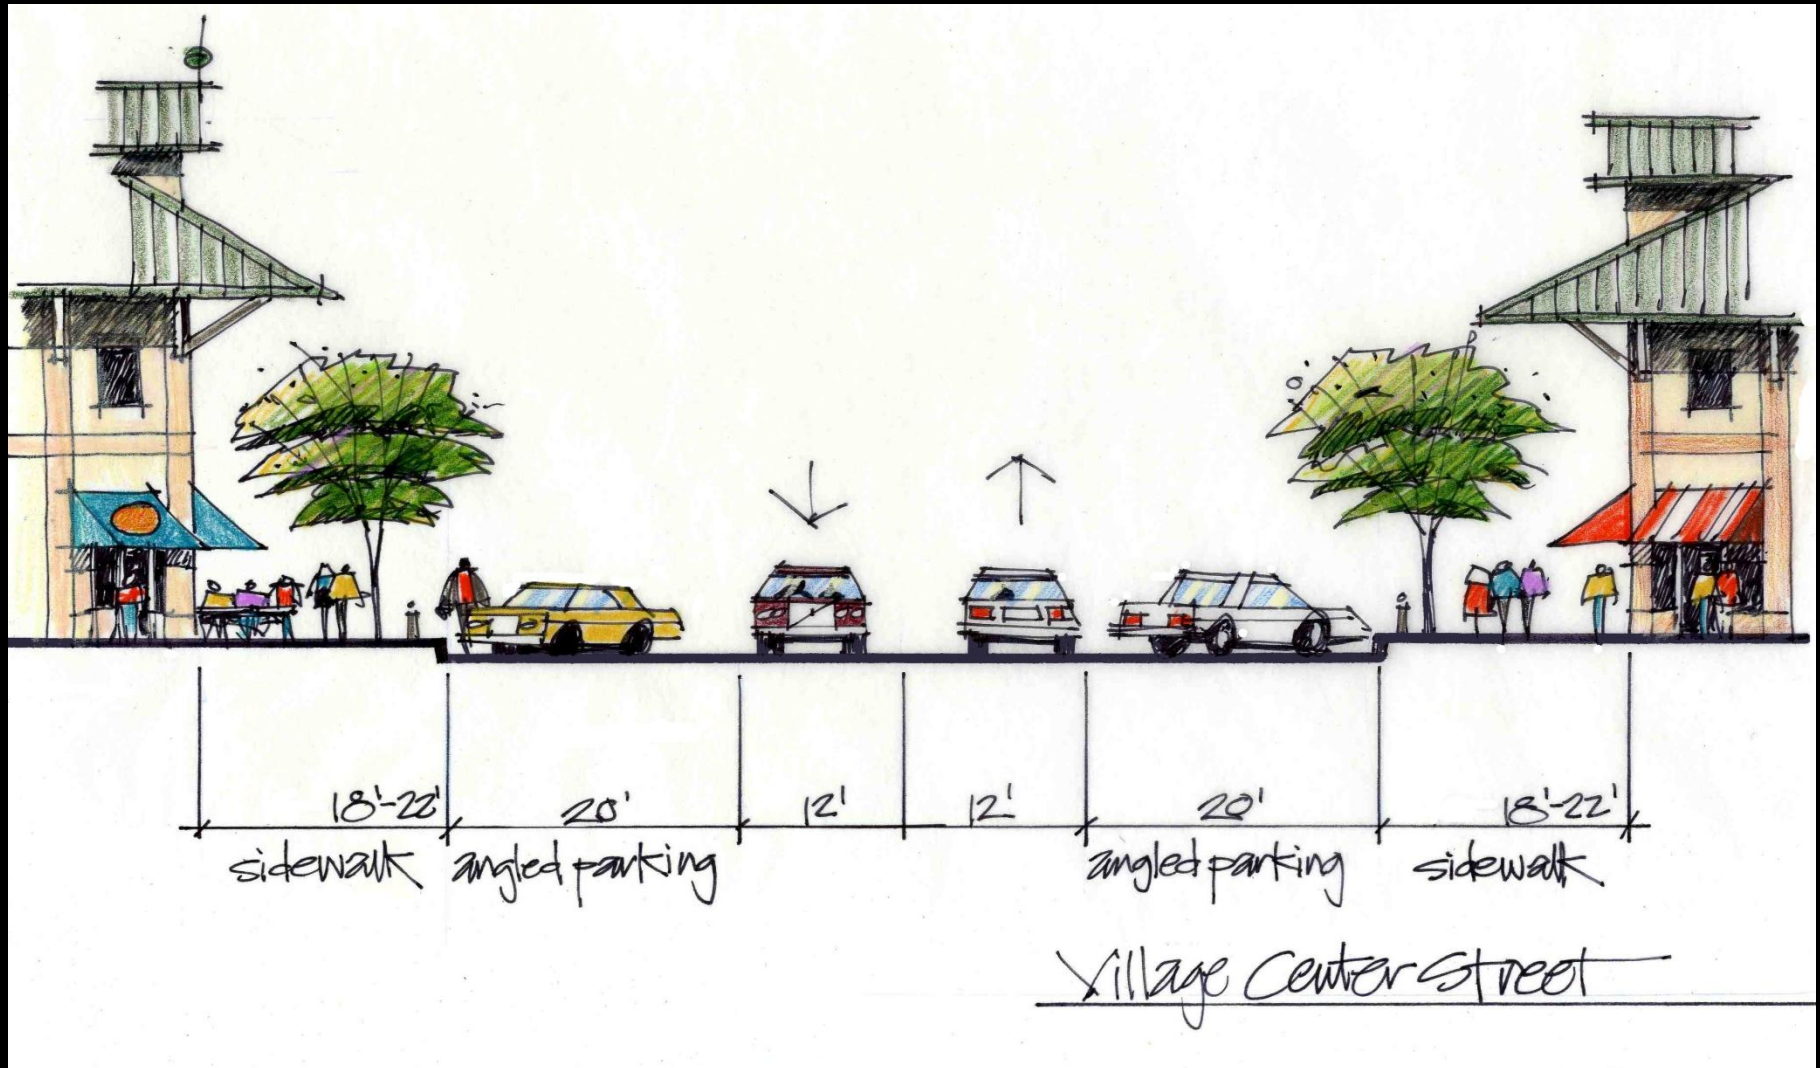 18'-22' 20' 12' 12' 20' 18'-22'
sidewalk angled parking angled parking sidewalk
Village Center Street